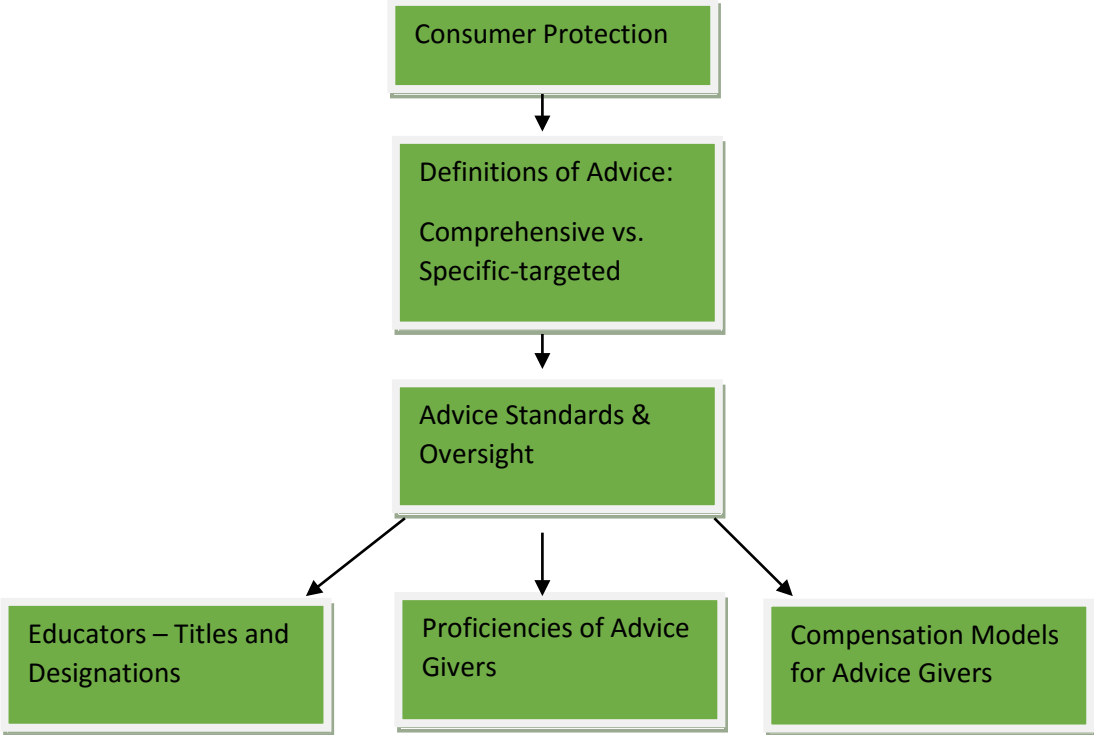 Consumer Protection
Definitions of Advice:
Comprehensive vs.
Specific-targeted
Advice Standards &
Oversight
Educators – Titles and
Designations
Proficiencies of Advice
Givers
Compensation Models
for Advice Givers